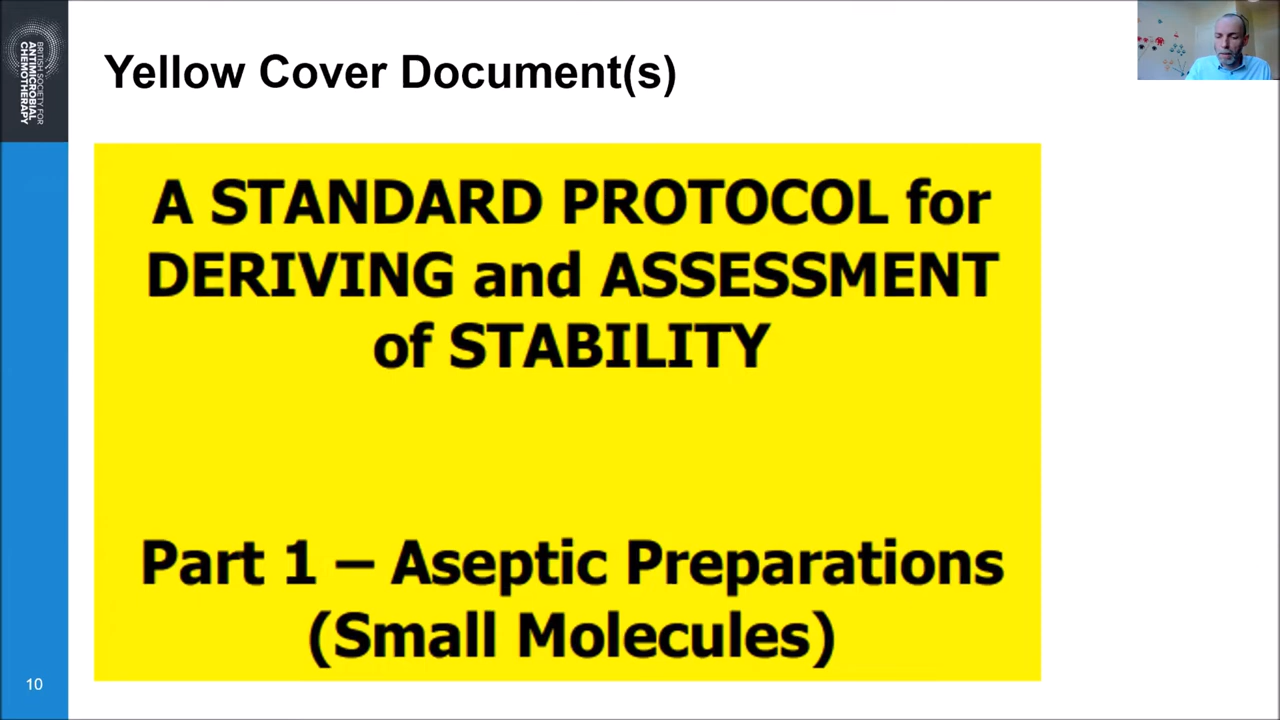 BRITISH SOCIETY FOR
ANTIMICROBIAL
CHEMOTHERAPY
Yellow Cover Document(s)
A STANDARD PROTOCOL for
DERIVING and ASSESSMENT
of STABILITY
Part 1 – Aseptic Preparations
(Small Molecules)
10